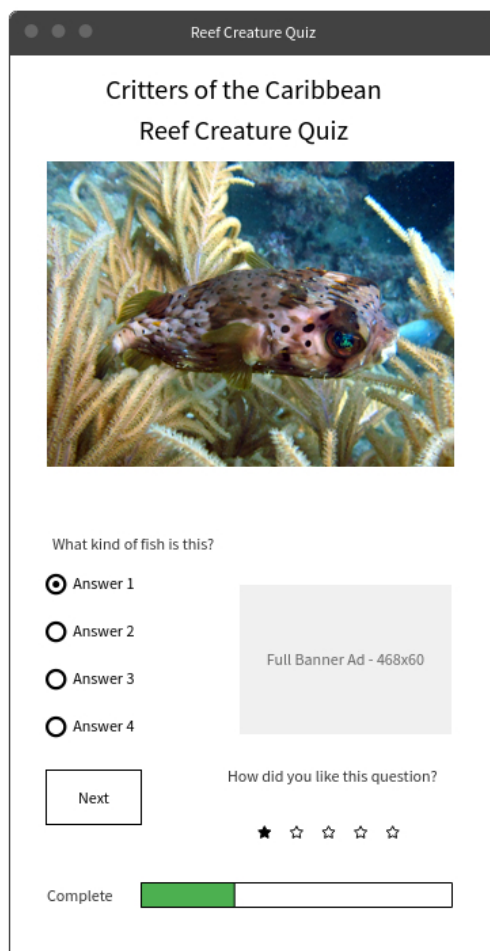 Reef Creature Quiz
Critters of the Caribbean
Reef Creature Quiz
What kind of fish is this?
Answer 1
Answer 2
Answer 3
Answer 4
Full Banner Ad - 468x60
Next
How did you like this question?
Complete